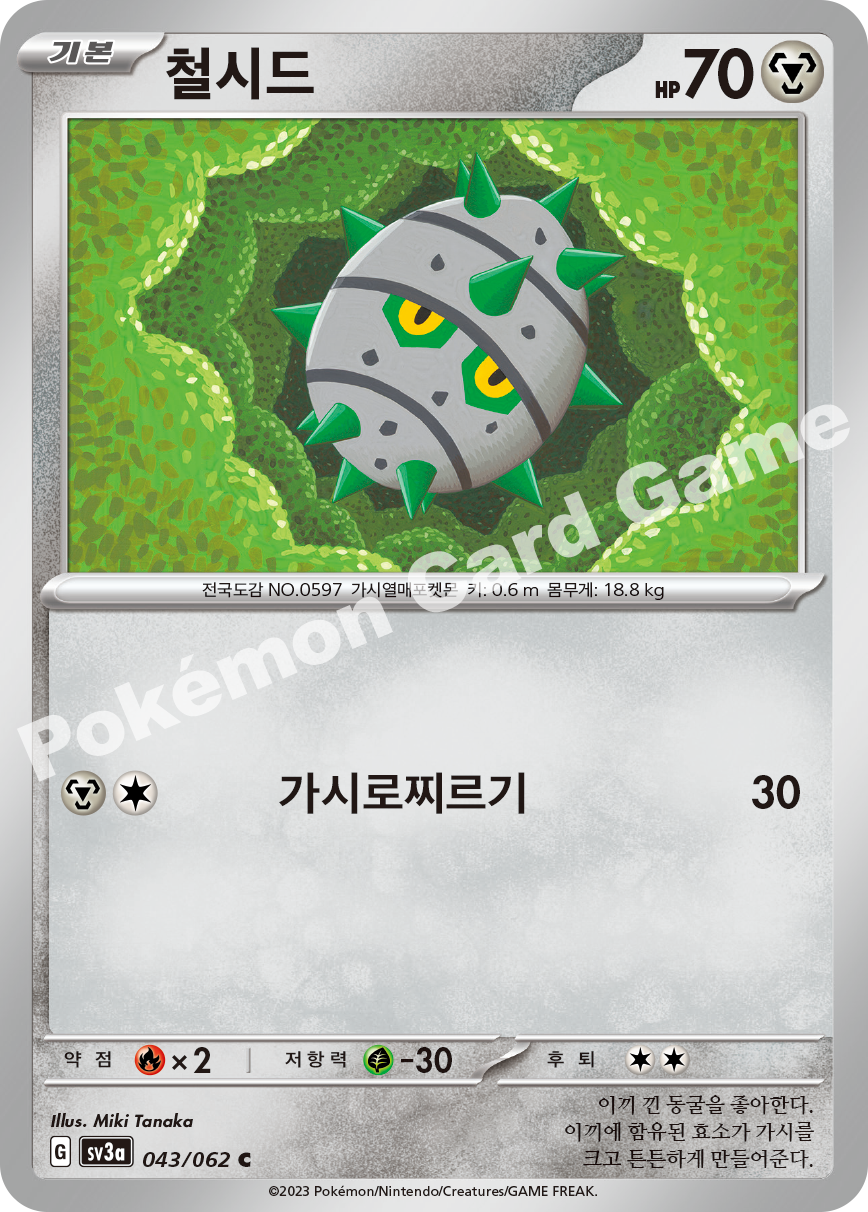 기본
철시드
HP 70
전국도감 NO.0597 가시열매포켓몬 키: 0.6 m 몸무게: 18.8 kg
Pokémon Card Game
가시로찌르기 30
약점 ×2 저항력 -30 후퇴
Illus. Miki Tanaka
G sv3a 043/062 C
이끼 낀 동굴을 좋아한다.
이끼에 함유된 효소가 가시를
크고 튼튼하게 만들어준다.
©2023 Pokémon/Nintendo/Creatures/GAME FREAK.